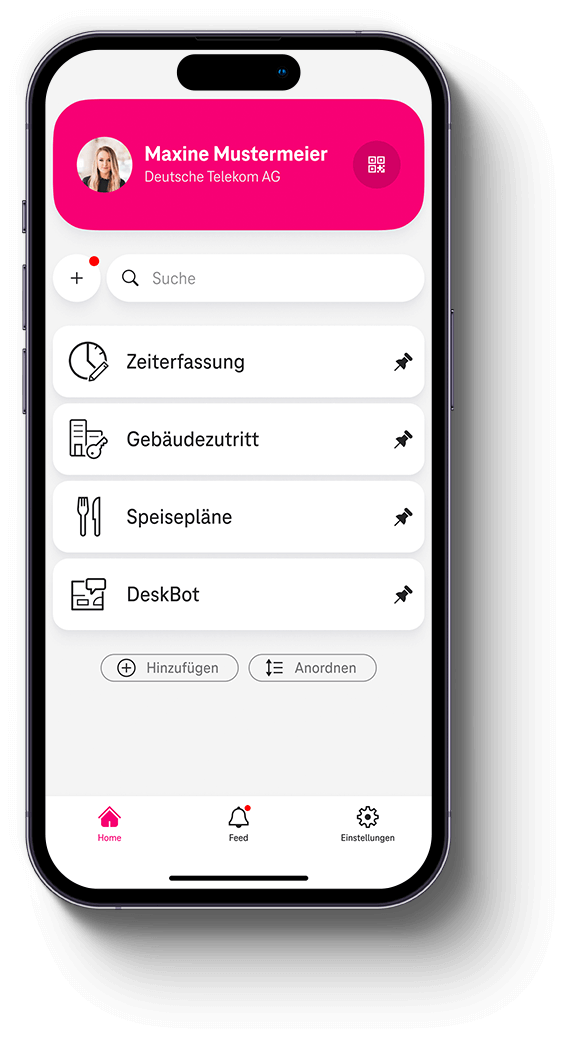 Maxine Mustermeier
Deutsche Telekom AG
Suche
Zeiterfassung
Gebäudezutritt
Speisepläne
DeskBot
Hinzufügen
Anordnen
Home
Feed
Einstellungen